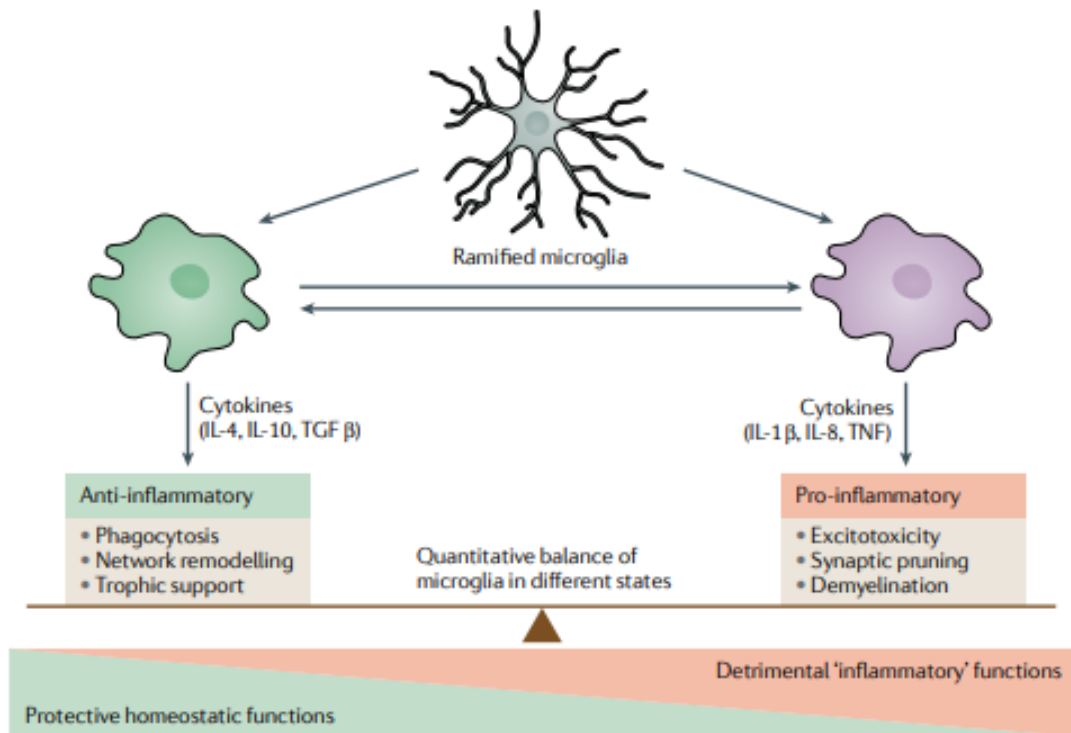 Ramified microglia
Cytokines
(IL-4, IL-10, TGF β)
Cytokines
(IL-1β, IL-8, TNF)
Anti-inflammatory
• Phagocytosis
• Network remodelling
• Trophic support
Quantitative balance of
microglia in different states
Pro-inflammatory
• Excitotoxicity
• Synaptic pruning
• Demyelination
Detrimental ‘inflammatory’ functions
Protective homeostatic functions